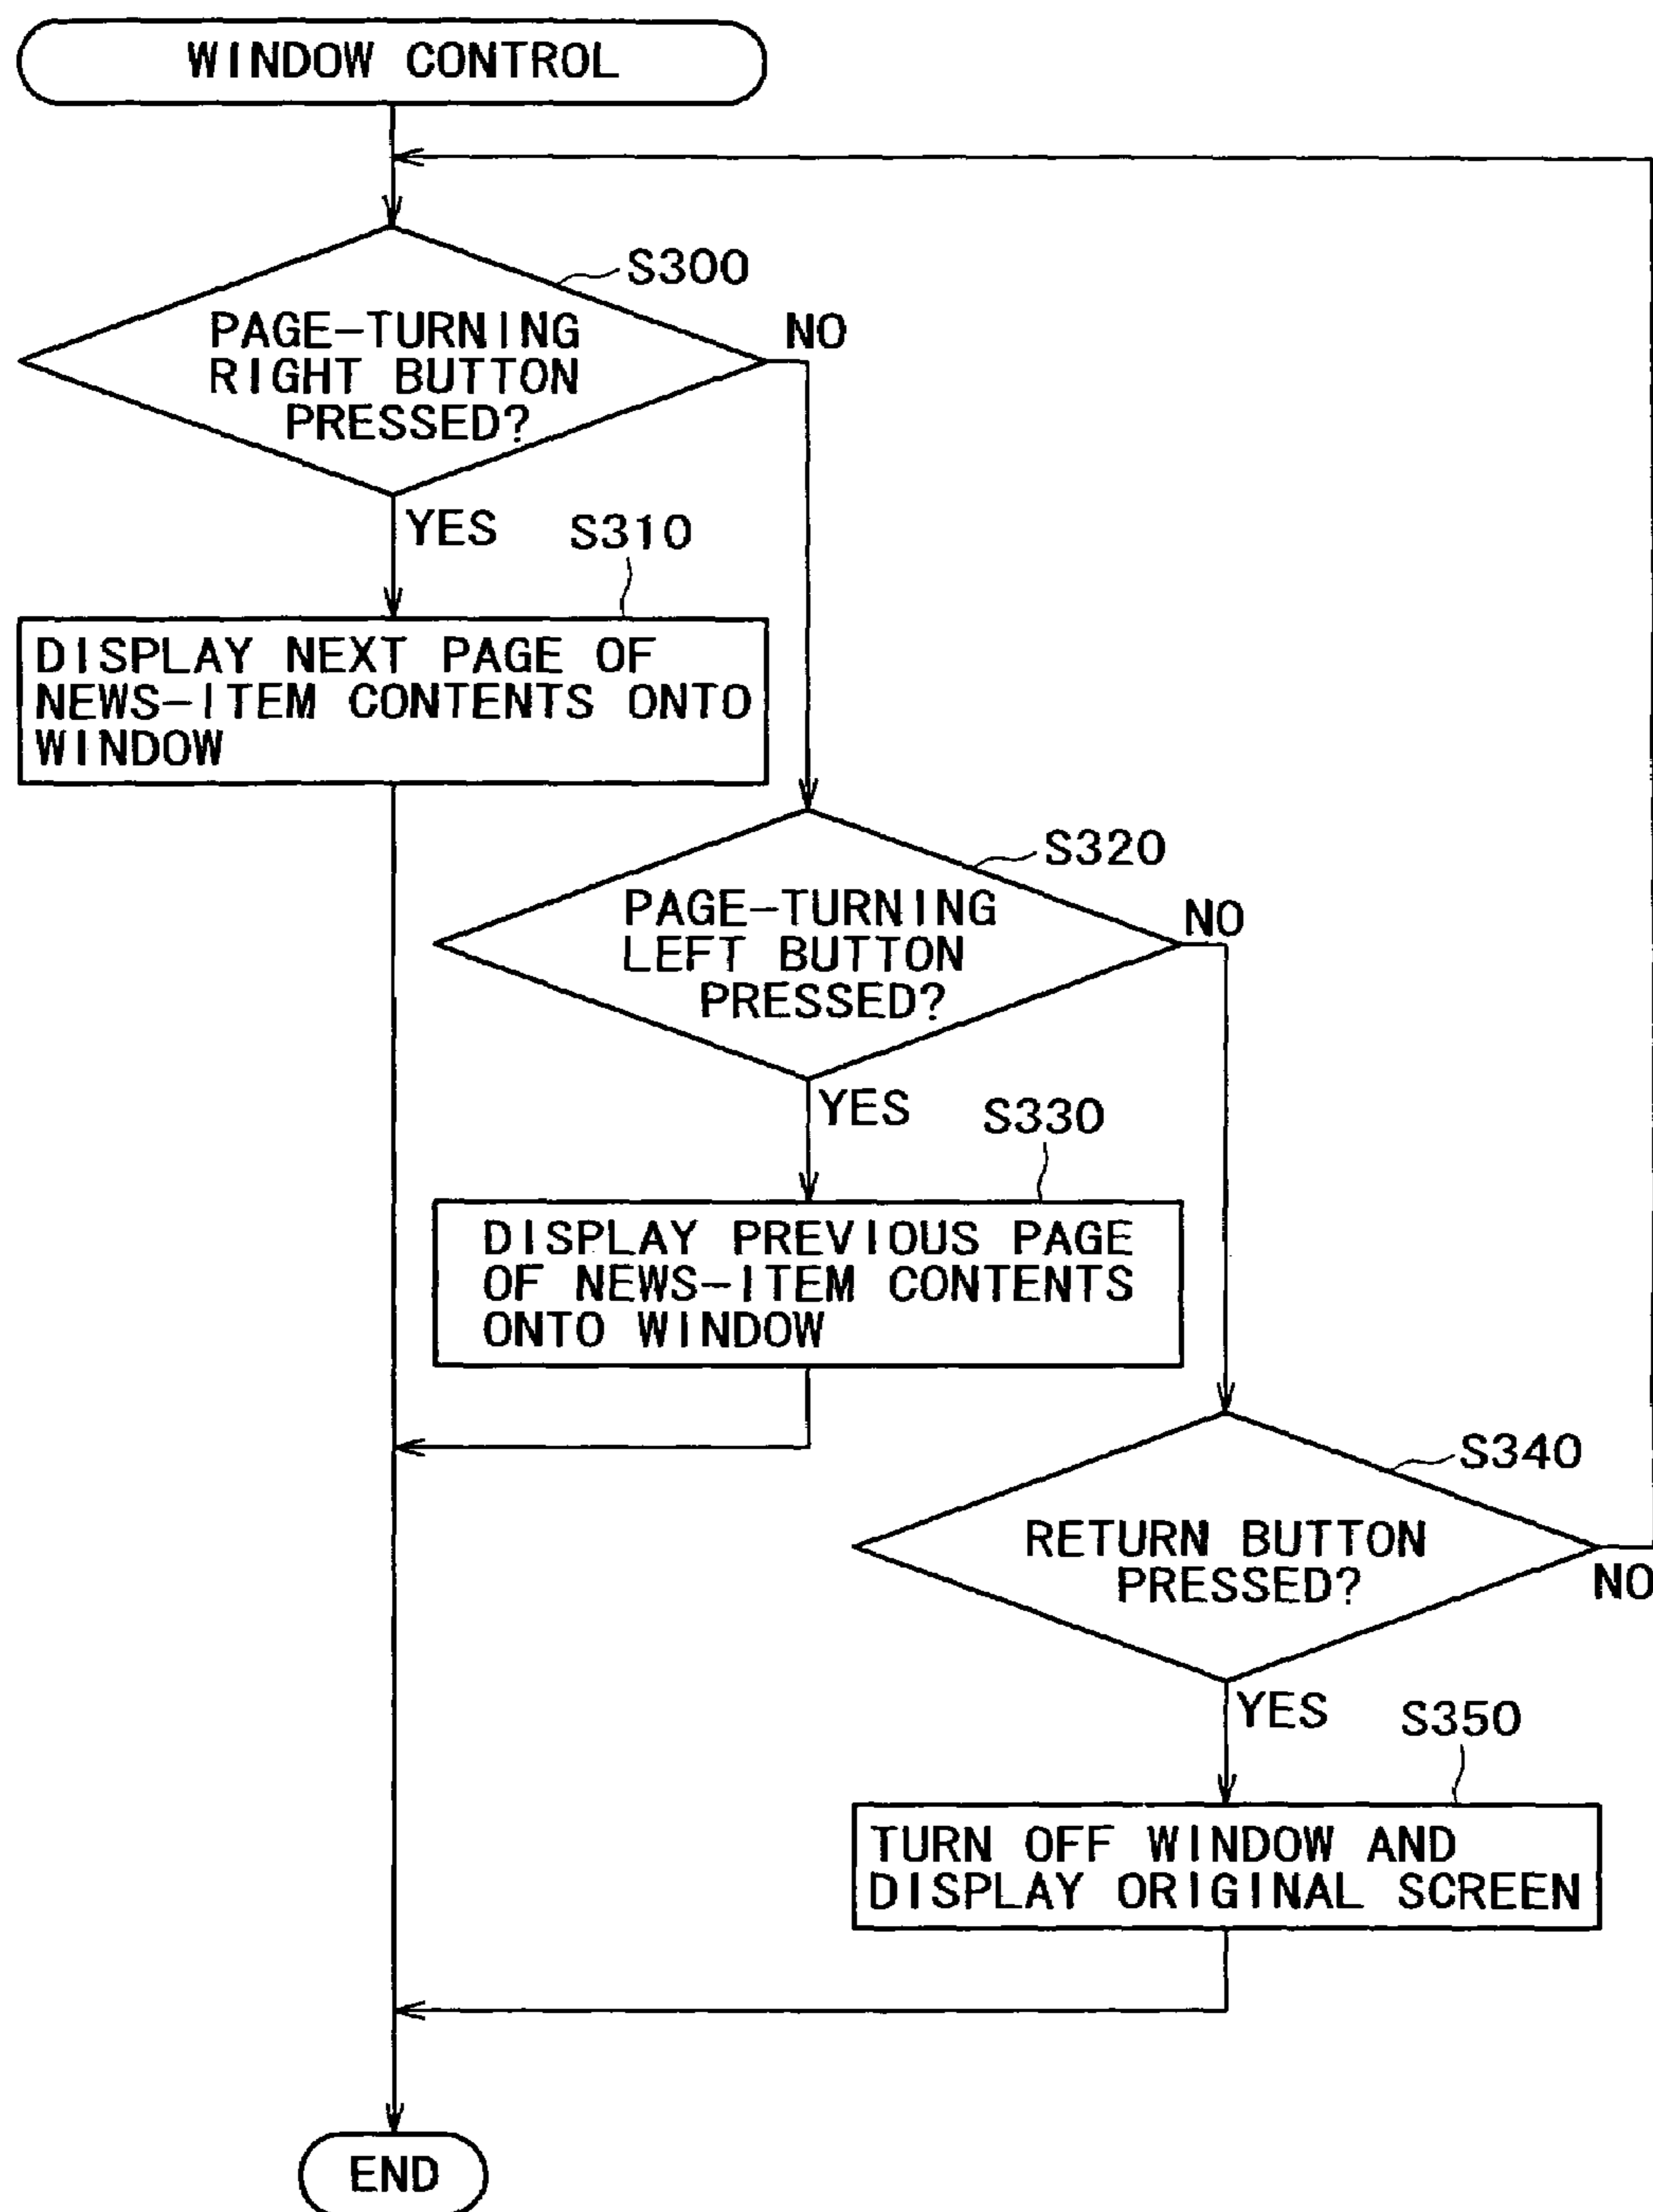 WINDOW CONTROL
S300
PAGE-TURNING
RIGHT BUTTON
PRESSED?
NO
YES
S310
DISPLAY NEXT PAGE OF
NEWS-ITEM CONTENTS ONTO
WINDOW
S320
PAGE-TURNING
LEFT BUTTON
PRESSED?
NO
YES
S330
DISPLAY PREVIOUS PAGE
OF NEWS-ITEM CONTENTS
ONTO WINDOW
S340
RETURN BUTTON
PRESSED?
NO
YES
S350
TURN OFF WINDOW AND
DISPLAY ORIGINAL SCREEN
END